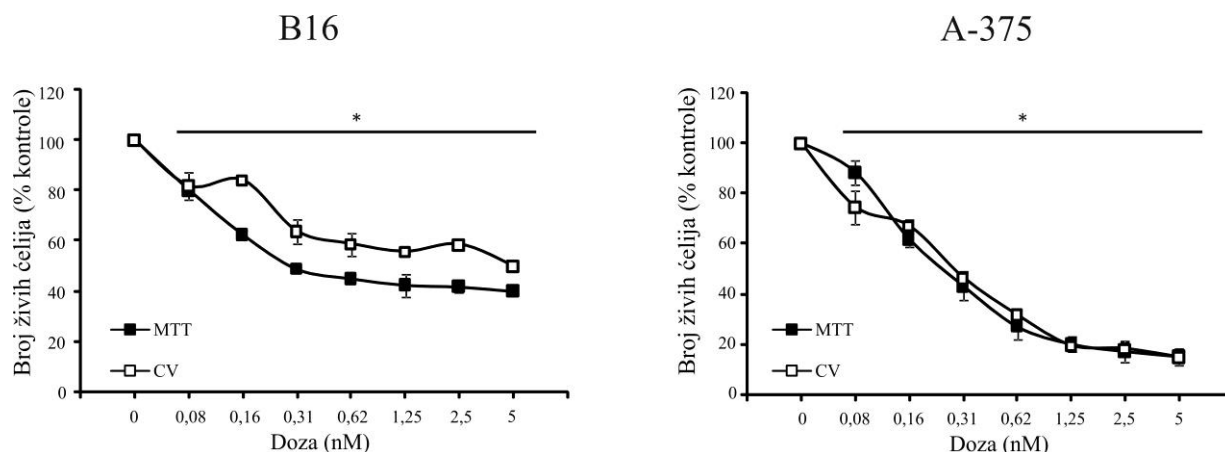 B16
Broj živih ćelija (% kontrole)
120
100
80
60
40
20
0
*
MTT
CV
0 0,08 0,16 0,31 0,62 1,25 2,5 5
Doza (nM)
A-375
Broj živih ćelija (% kontrole)
120
100
80
60
40
20
0
*
MTT
CV
0 0,08 0,16 0,31 0,62 1,25 2,5 5
Doza (nM)